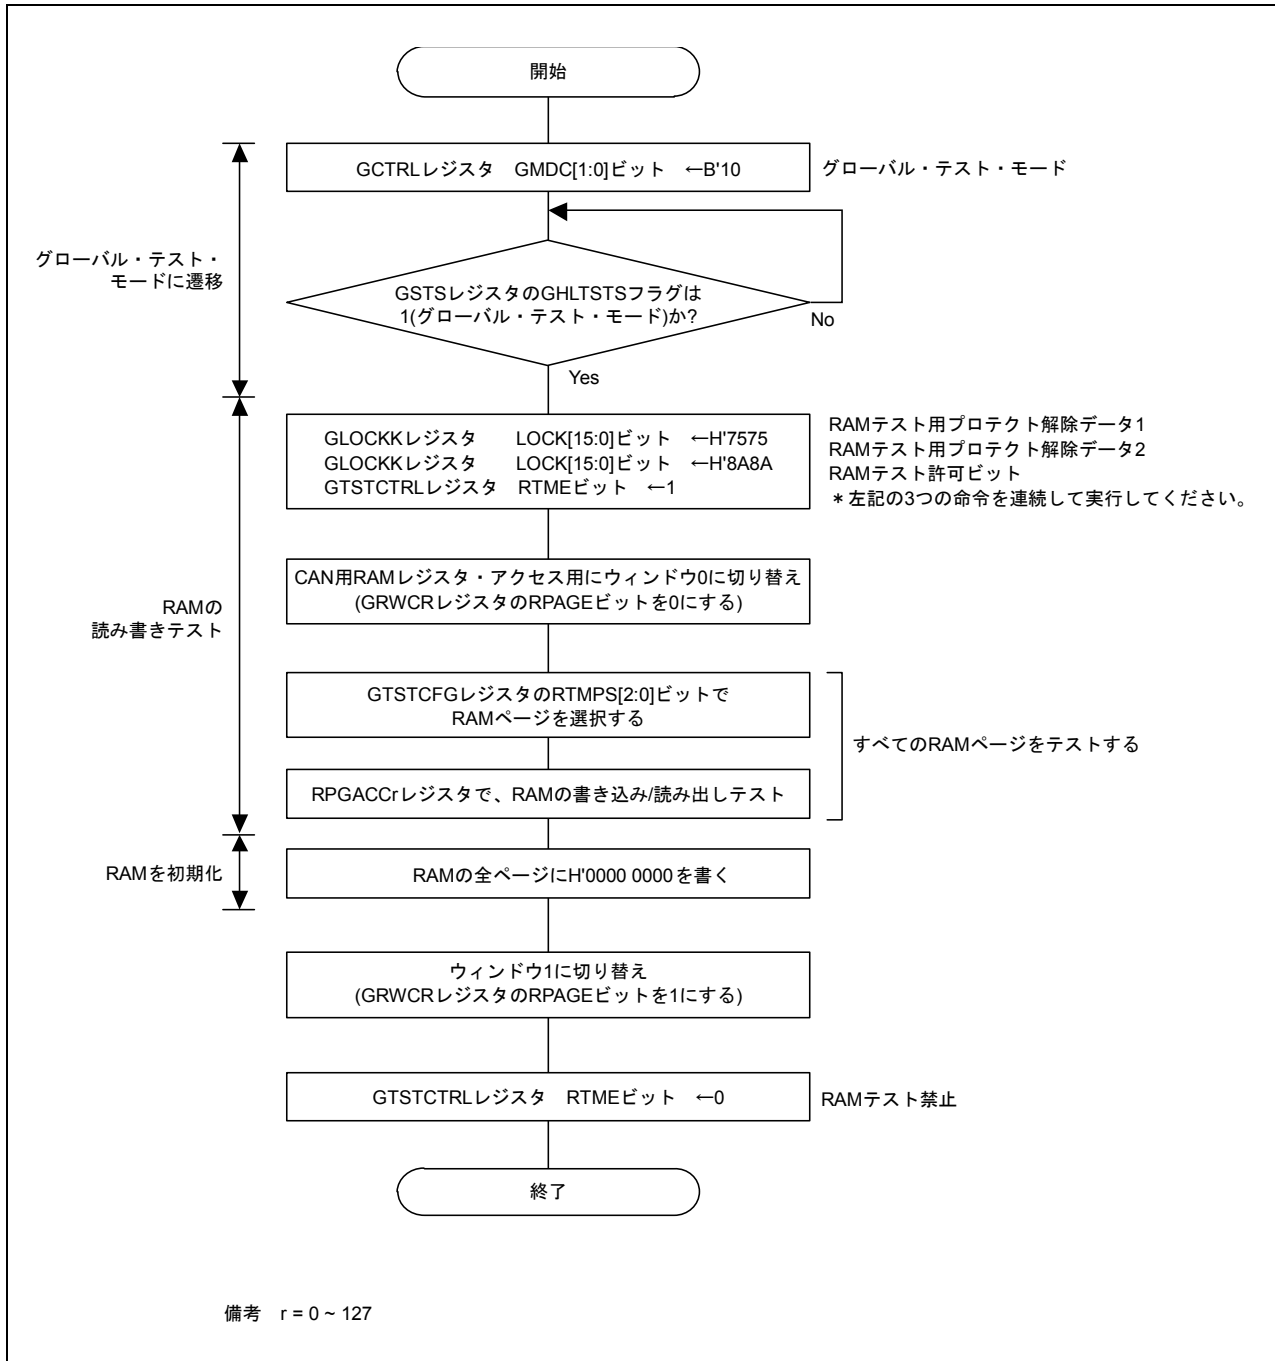 開始
GCTRLレジスタ GMDC[1:0]ビット ←B'10
グローバル・テスト・モード
グローバル・テスト・
モードに遷移
GSTSレジスタのGHLTSTSフラグは
1(グローバル・テスト・モード)か?
No
Yes
GLOCKKレジスタ LOCK[15:0]ビット ←H'7575
GLOCKKレジスタ LOCK[15:0]ビット ←H'8A8A
GTSTCTRLレジスタ RTMEビット ←1
RAMテスト用プロテクト解除データ1
RAMテスト用プロテクト解除データ2
RAMテスト許可ビット
＊左記の3つの命令を連続して実行してください。
CAN用RAMレジスタ・アクセス用にウィンドウ0に切り替え
(GRWCRレジスタのRPAGEビットを0にする)
RAMの
読み書きテスト
GTSTCFGレジスタのRTMPS[2:0]ビットで
RAMページを選択する
すべてのRAMページをテストする
RPGACCrレジスタで、RAMの書き込み/読み出しテスト
RAMを初期化
RAMの全ページにH'0000 0000を書く
ウィンドウ1に切り替え
(GRWCRレジスタのRPAGEビットを1にする)
GTSTCTRLレジスタ RTMEビット ←0
RAMテスト禁止
終了
備考 r = 0 ~ 127